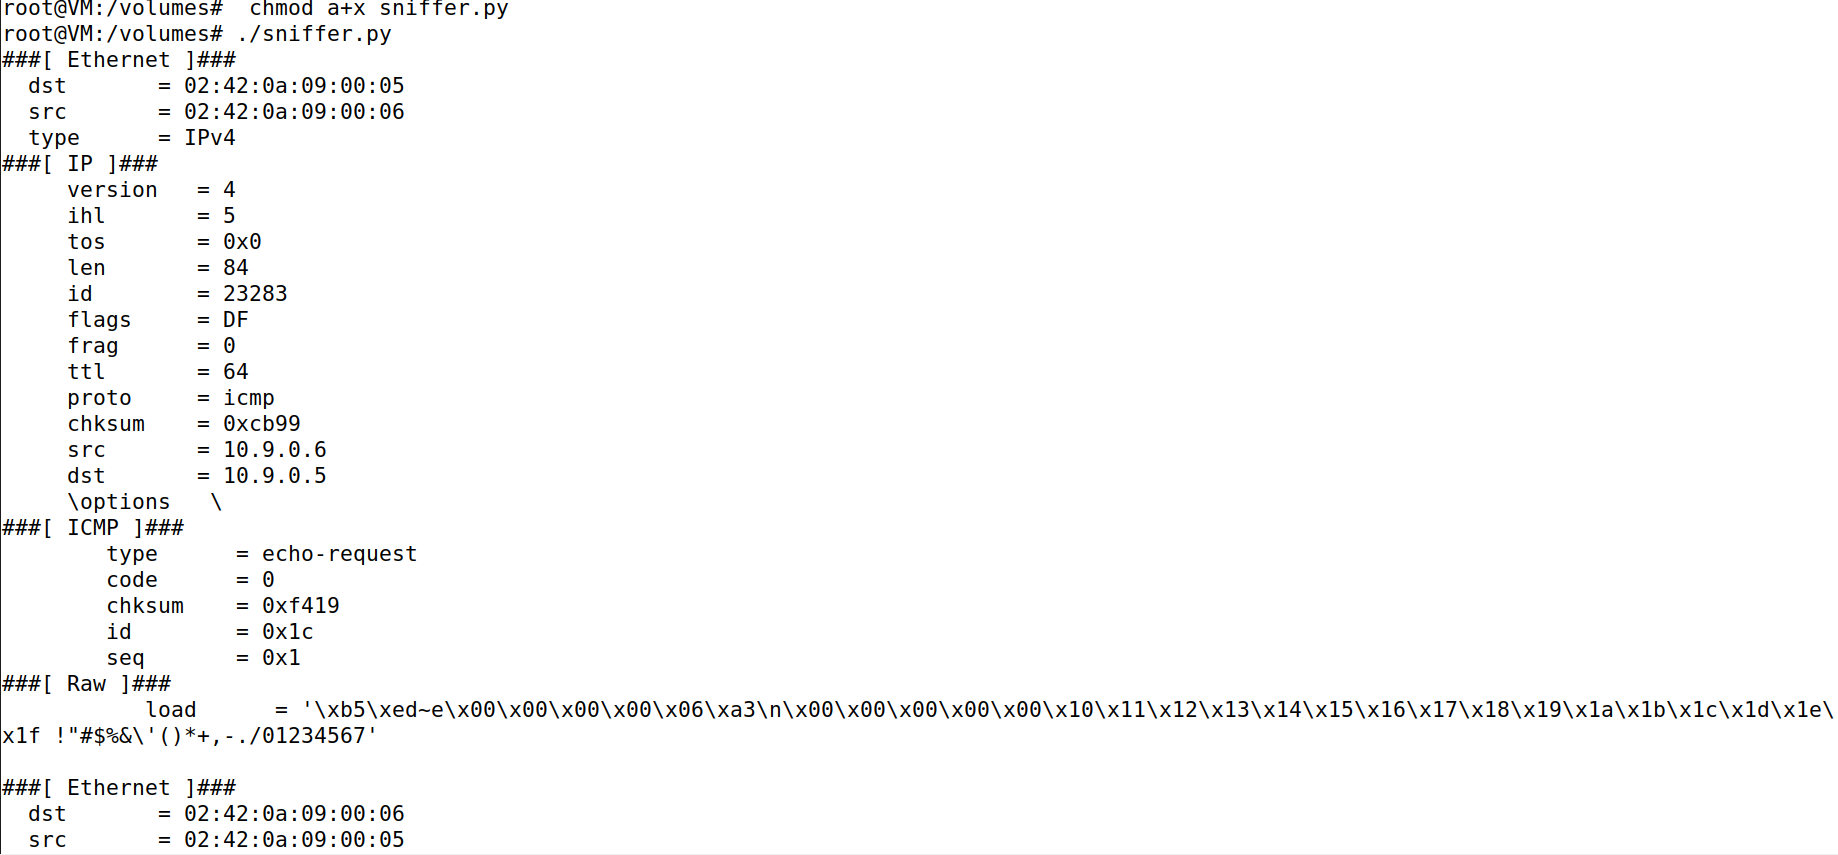 root@VM:/volumes#  chmod a+x sniffer.py
root@VM:/volumes# ./sniffer.py
###[ Ethernet ]###
  dst       = 02:42:0a:09:00:05
  src       = 02:42:0a:09:00:06
  type      = IPv4
###[ IP ]###
     version   = 4
     ihl       = 5
     tos       = 0x0
     len       = 84
     id        = 23283
     flags     = DF
     frag      = 0
     ttl       = 64
     proto     = icmp
     chksum    = 0xcb99
     src       = 10.9.0.6
     dst       = 10.9.0.5
     \options   \
###[ ICMP ]###
        type      = echo-request
        code      = 0
        chksum    = 0xf419
        id        = 0x1c
        seq       = 0x1
###[ Raw ]###
           load      = '\xb5\xed~e\x00\x00\x00\x00\x06\xa3\n\x00\x00\x00\x00\x00\x10\x11\x12\x13\x14\x15\x16\x17\x18\x19\x1a\x1b\x1c\x1d\x1e\
x1f !"#$%&\'()*+,-./01234567'

###[ Ethernet ]###
  dst       = 02:42:0a:09:00:06
  src       = 02:42:0a:09:00:05